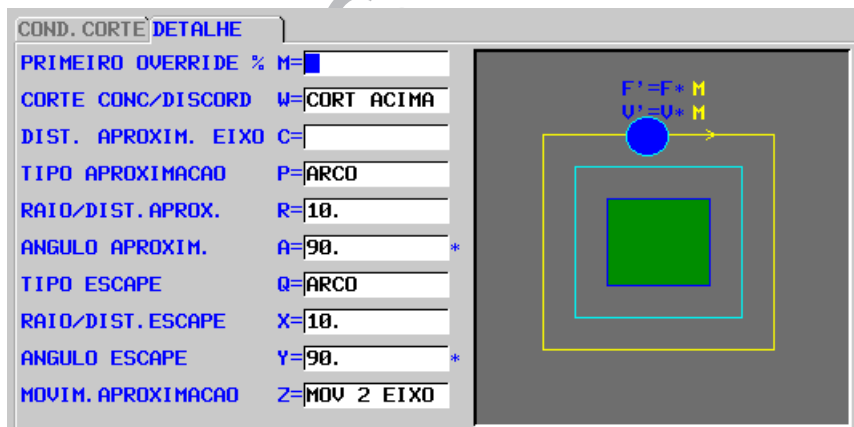 COND. CORTE DETALHE
PRIMEIRO OVERRIDE % M=
CORTE CONC/DISCORD W=CORT ACIMA
DIST. APROXIM. EIXO C=
TIPO APROXIMACAO P=ARCO
RAIO/DIST.APROX. R=10.
ANGULO APROXIM. A=90. *
TIPO ESCAPE Q=ARCO
RAIO/DIST.ESCAPE X=10.
ANGULO ESCAPE Y=90. *
MOVIM.APROXIMACAO Z=MOV 2 EIXO
F'=F* M
V'=V* M